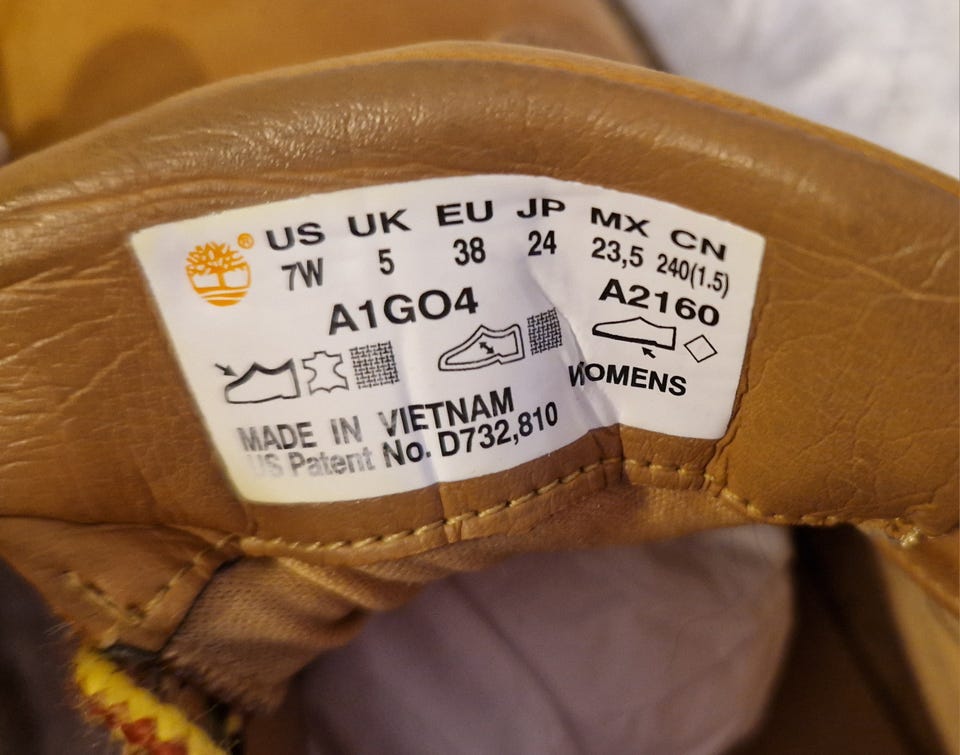 ® US UK EU JP MX CN
7W 5 38 24 23,5 240(1.5)
A1GO4 A2160
WOMENS
MADE IN VIETNAM
US Patent No. D732,810